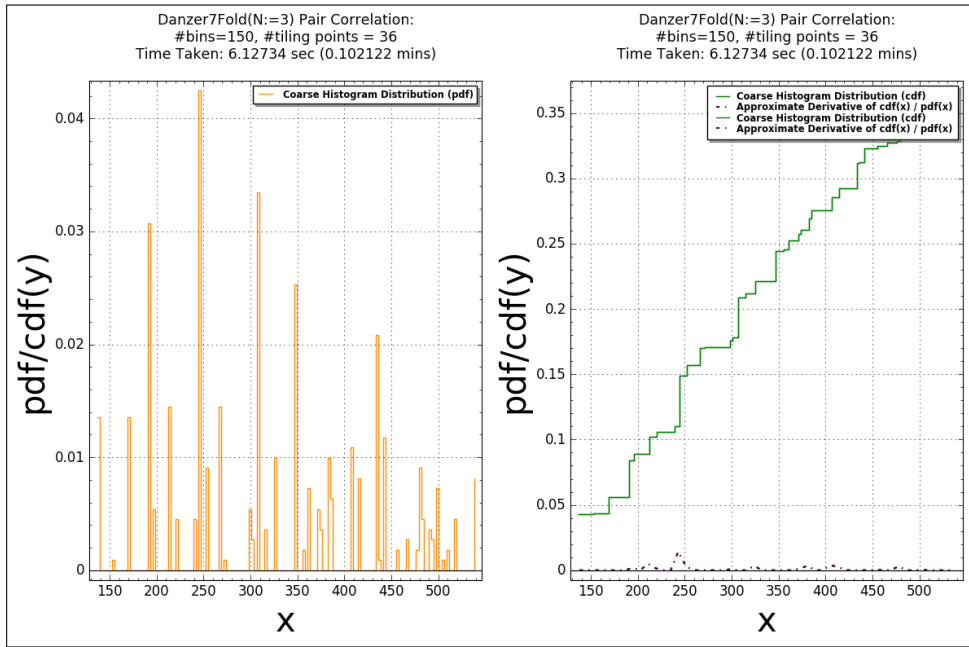 Danzer7Fold(N:=3) Pair Correlation:
#bins=150, #tiling points = 36
Time Taken: 6.12734 sec (0.102122 mins)
Coarse Histogram Distribution (pdf)
0.04
0.03
0.02
0.01
0
pdf/cdf(y)
150 200 250 300 350 400 450 500
x
Danzer7Fold(N:=3) Pair Correlation:
#bins=150, #tiling points = 36
Time Taken: 6.12734 sec (0.102122 mins)
Coarse Histogram Distribution (cdf)
Approximate Derivative of cdf(x) / pdf(x)
Coarse Histogram Distribution (cdf)
Approximate Derivative of cdf(x) / pdf(x)
0.35
0.3
0.25
0.2
0.15
0.1
0.05
0
pdf/cdf(y)
150 200 250 300 350 400 450 500
x